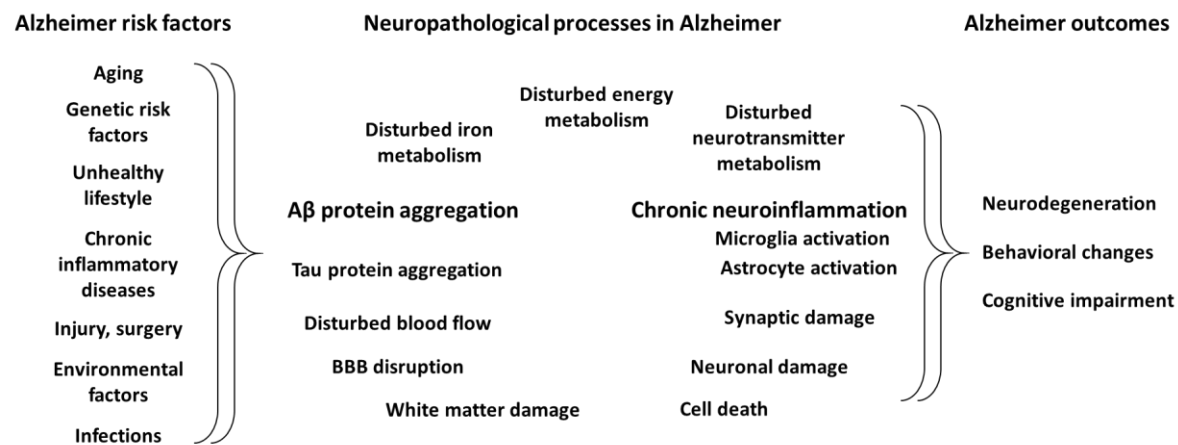 Alzheimer risk factors
Neuropathological processes in Alzheimer
Alzheimer outcomes
Aging
Genetic risk
factors
Unhealthy
lifestyle
Chronic
inflammatory
diseases
Injury, surgery
Environmental
factors
Infections
Disturbed energy
metabolism
Disturbed iron
metabolism
Disturbed
neurotransmitter
metabolism
Aβ protein aggregation
Tau protein aggregation
Disturbed blood flow
BBB disruption
White matter damage
Chronic neuroinflammation
Microglia activation
Astrocyte activation
Synaptic damage
Neuronal damage
Cell death
Neurodegeneration
Behavioral changes
Cognitive impairment